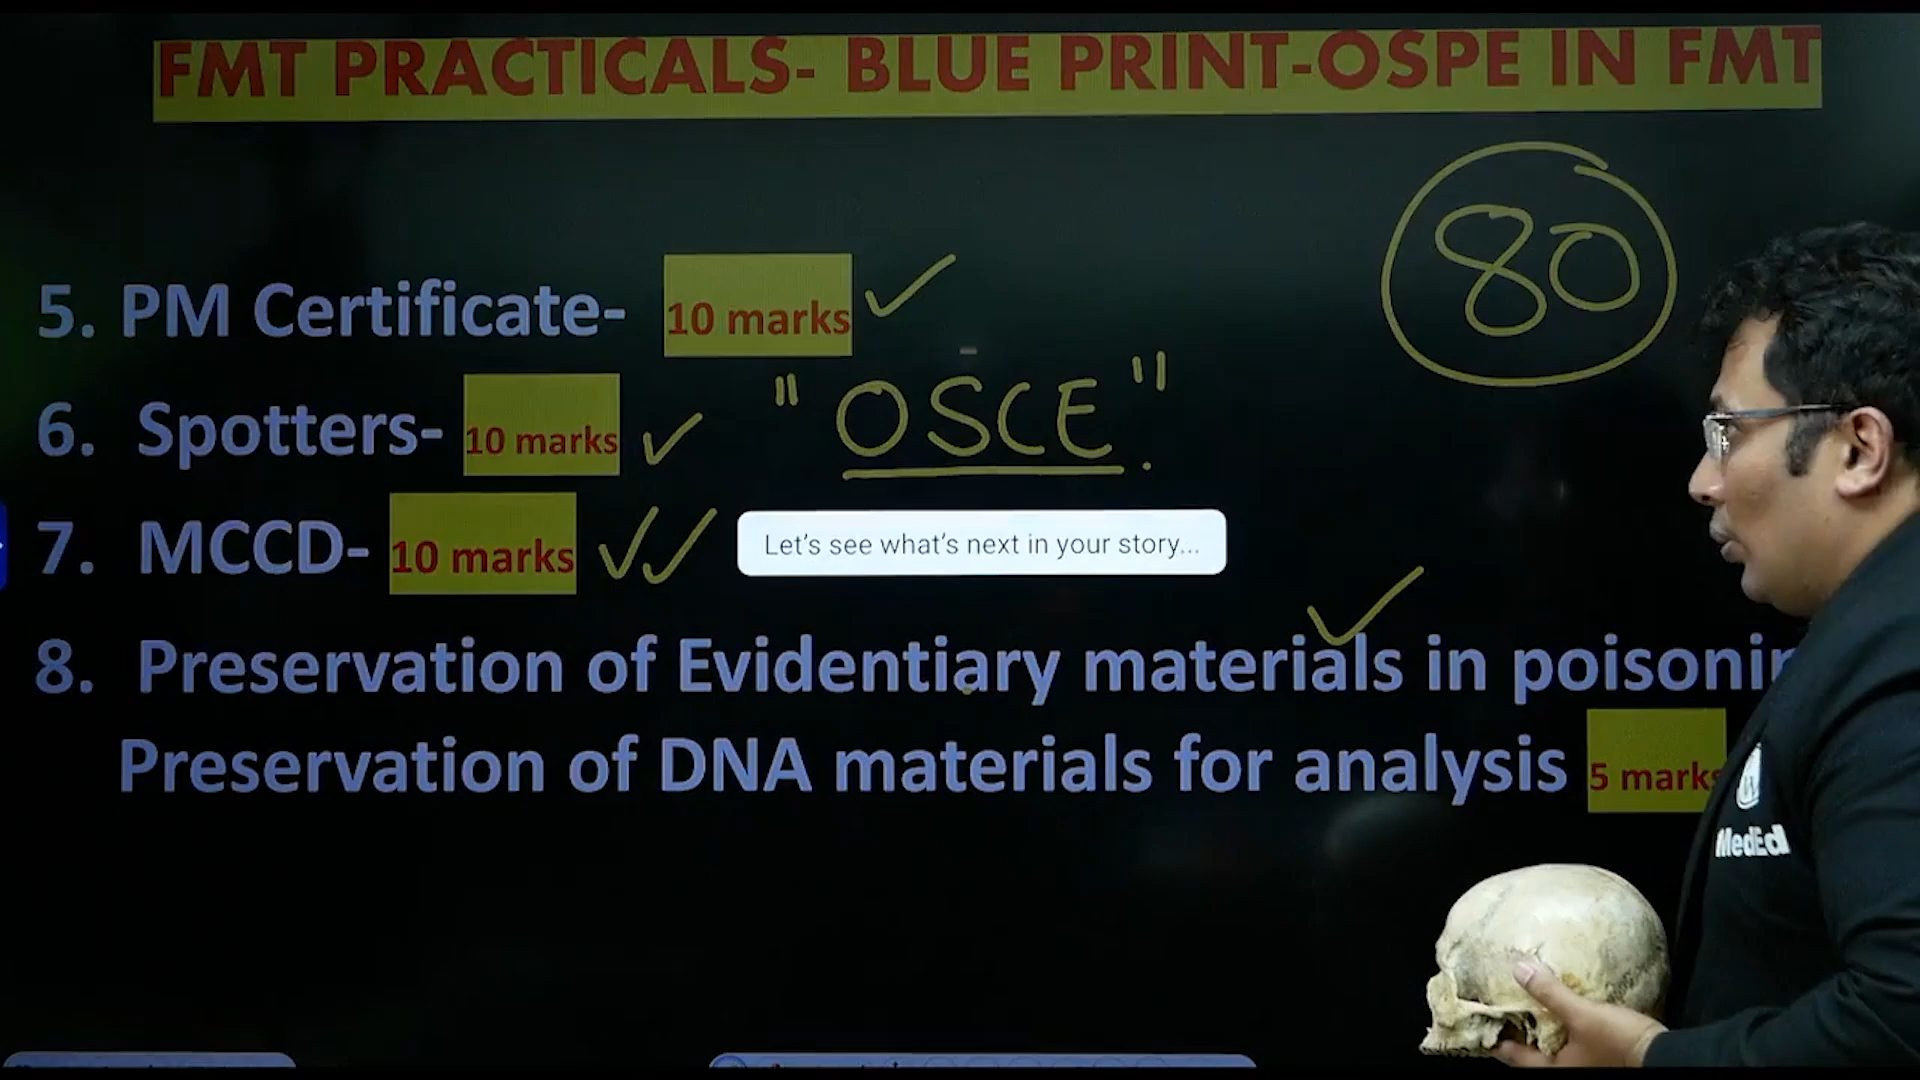 FMT PRACTICALS- BLUE PRINT-OSPE IN FMT
80
5. PM Certificate- 10 marks
"OSCE".
6. Spotters- 10 marks
7. MCCD- 10 marks
Let's see what's next in your story...
8. Preservation of Evidentiary materials in
Preservation of DNA materials for analysis 5 marks
MedEd